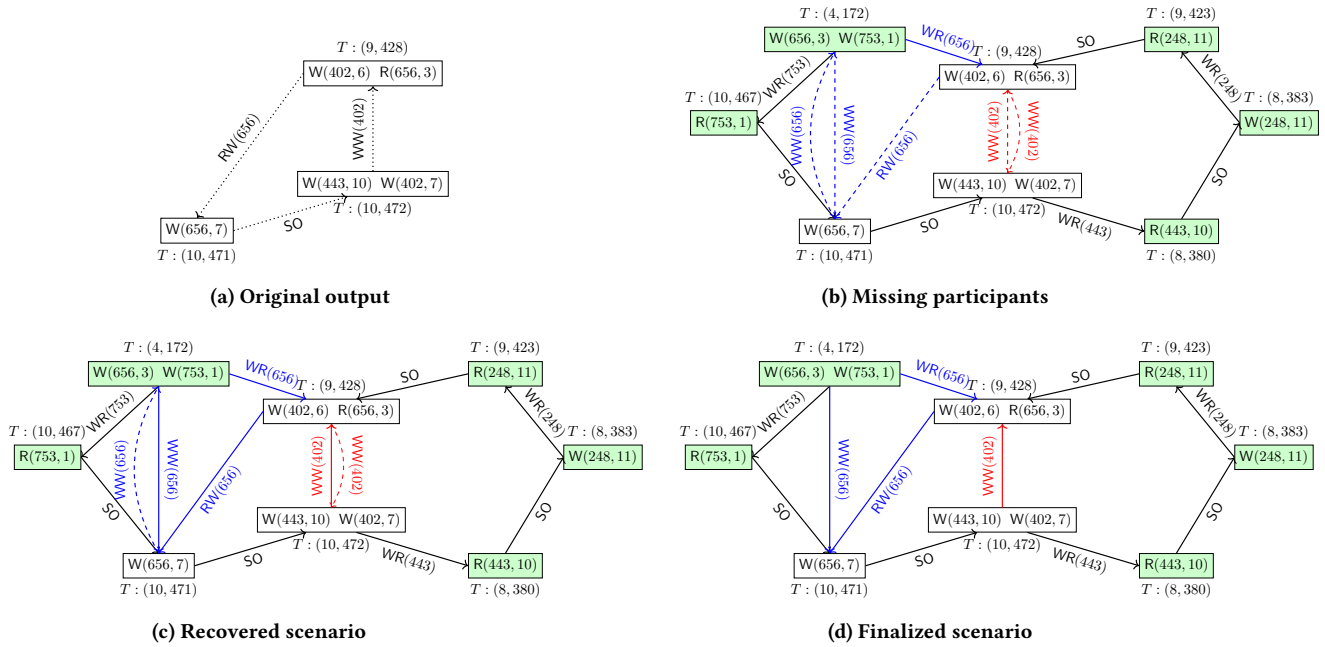 T : (9, 428)
W(402, 6) R(656, 3)
RW(656)
WW(402)
W(443, 10) W(402, 7)
T : (10, 472)
W(656, 7)
SO
T : (10, 471)
(a) Original output
T : (4, 172)
T : (9, 423)
W(656, 3) W(753, 1)
WR(656)
T : (9, 428)
SO
R(248, 11)
W(402, 6) R(656, 3)
WR(753)
WR(248)
T : (10, 467)
T : (8, 383)
R(753, 1)
WW(656)
WW(656)
RW(656)
WW(402)
WW(402)
W(248, 11)
SO
SO
W(443, 10) W(402, 7)
T : (10, 472)
W(656, 7)
SO
WR(443)
R(443, 10)
T : (10, 471)
T : (8, 380)
(b) Missing participants
T : (4, 172)
T : (9, 423)
W(656, 3) W(753, 1)
WR(656)
T : (9, 428)
SO
R(248, 11)
W(402, 6) R(656, 3)
WR(753)
WR(248)
T : (10, 467)
T : (8, 383)
R(753, 1)
WW(656)
WW(656)
RW(656)
WW(402)
WW(402)
W(248, 11)
SO
SO
W(443, 10) W(402, 7)
T : (10, 472)
W(656, 7)
SO
WR(443)
R(443, 10)
T : (10, 471)
T : (8, 380)
(c) Recovered scenario
T : (4, 172)
T : (9, 423)
W(656, 3) W(753, 1)
WR(656)
T : (9, 428)
SO
R(248, 11)
W(402, 6) R(656, 3)
WR(753)
WR(248)
T : (10, 467)
T : (8, 383)
R(753, 1)
WW(656)
RW(656)
WW(402)
W(248, 11)
SO
SO
W(443, 10) W(402, 7)
T : (10, 472)
W(656, 7)
SO
WR(443)
R(443, 10)
T : (10, 471)
T : (8, 380)
(d) Finalized scenario